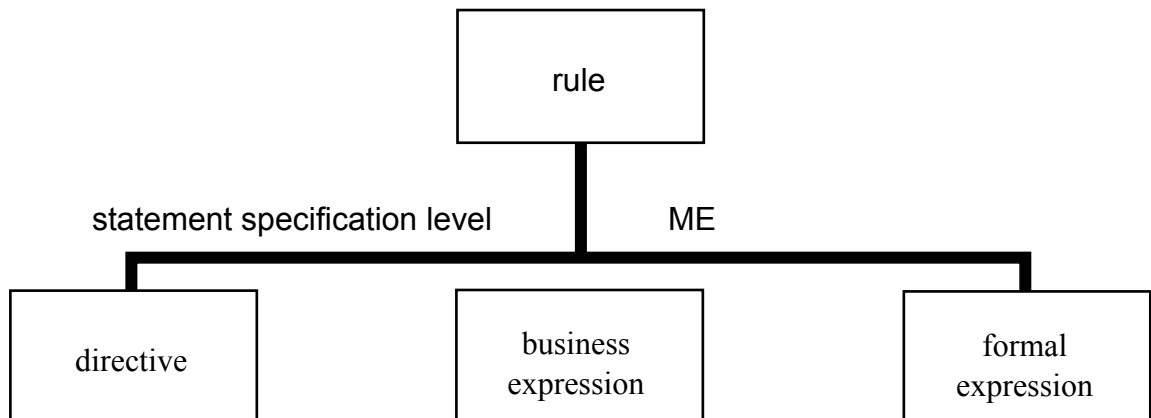 rule
statement specification level ME
directive
business
expression
formal
expression